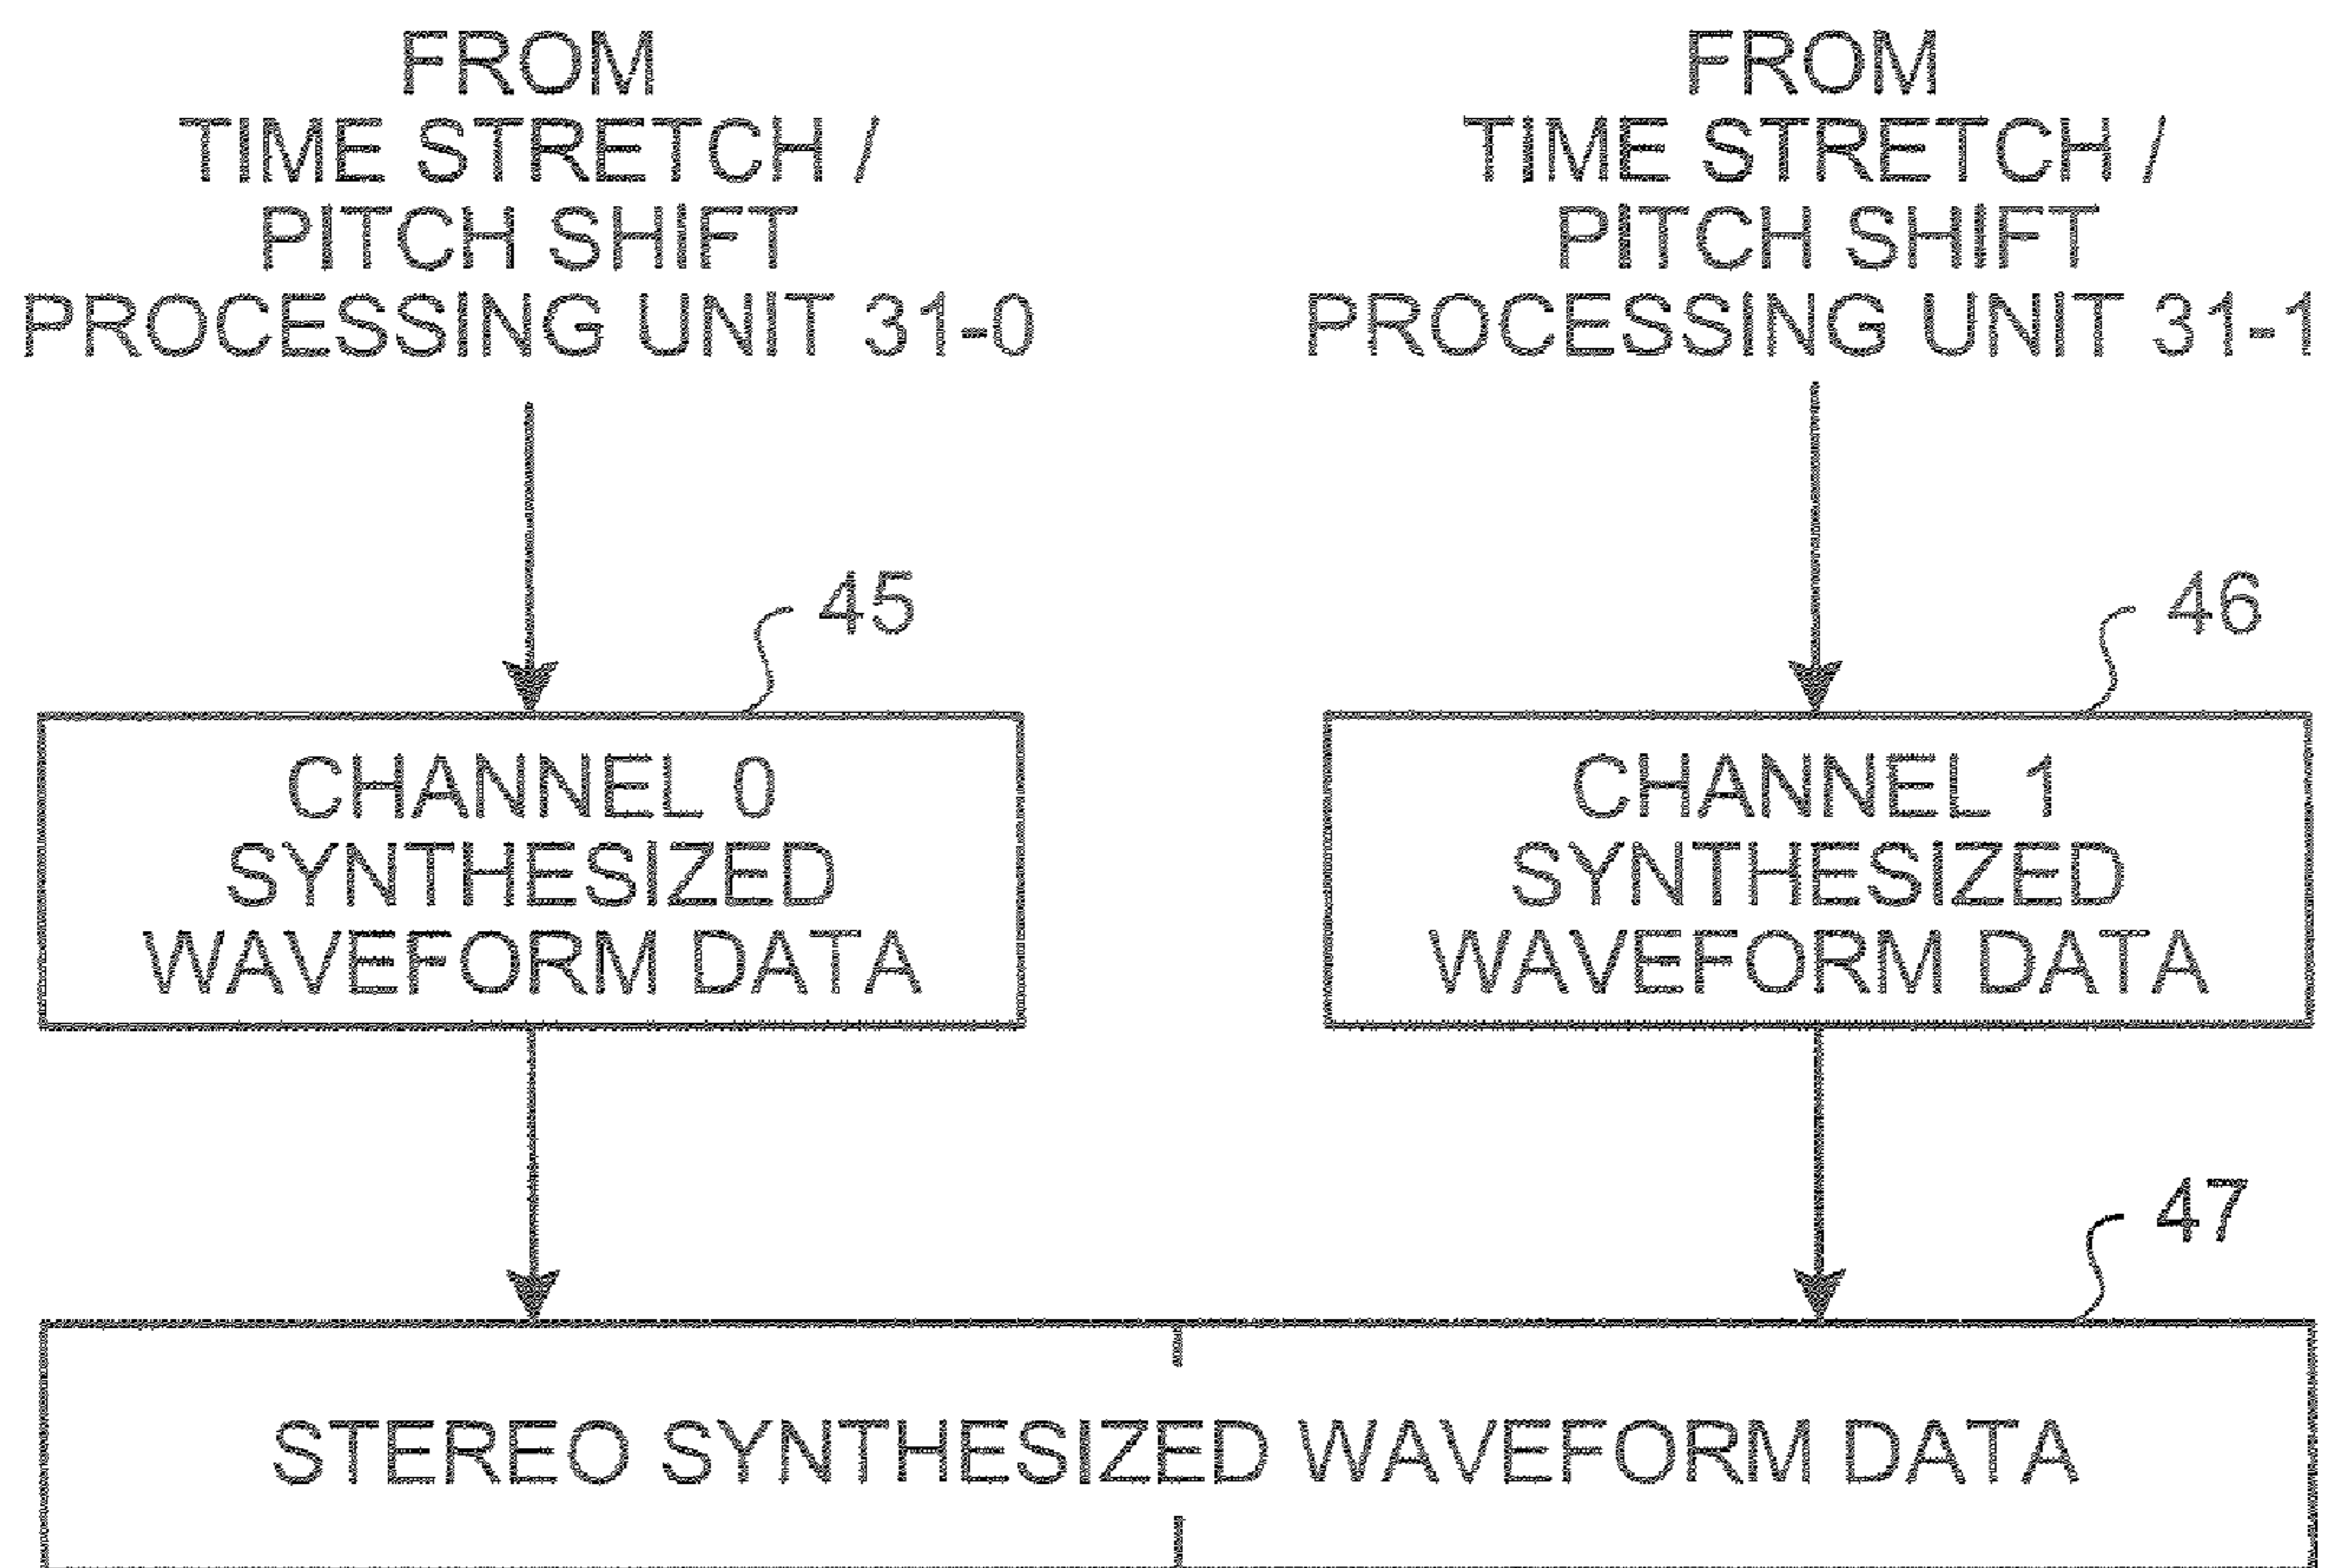 FROM
TIME STRETCH /
PITCH SHIFT
PROCESSING UNIT 31-0
FROM
TIME STRETCH /
PITCH SHIFT
PROCESSING UNIT 31-1
45
46
CHANNEL 0
SYNTHESIZED
WAVEFORM DATA
CHANNEL 1
SYNTHESIZED
WAVEFORM DATA
47
STEREO SYNTHESIZED WAVEFORM DATA